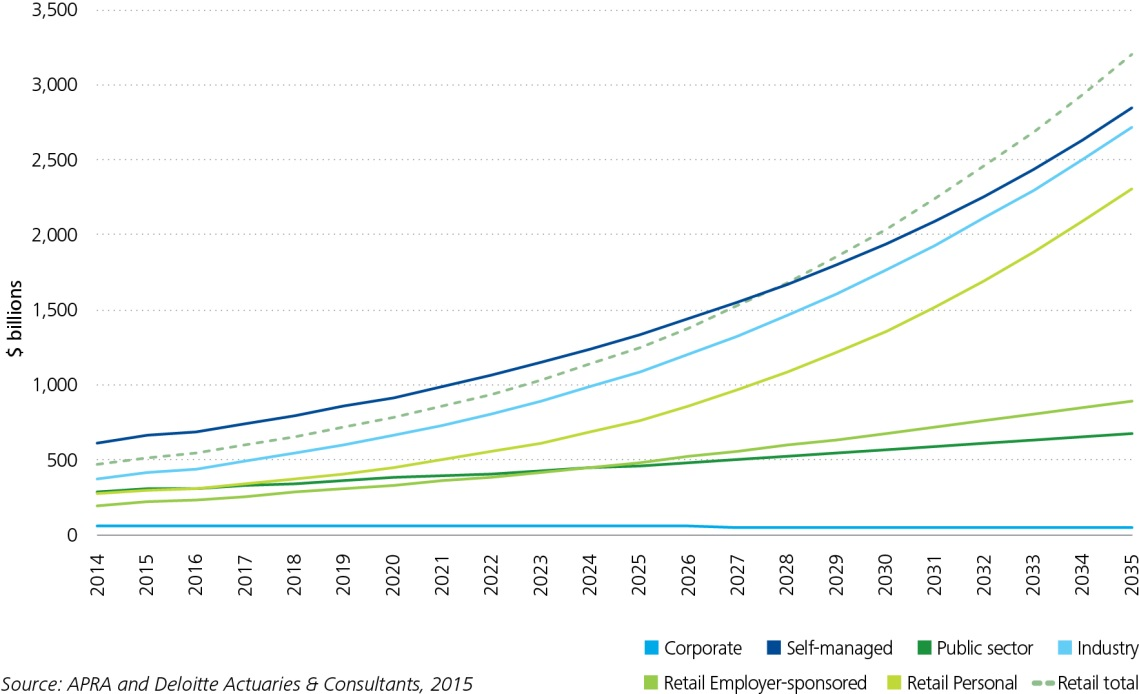 3,500
3,000
2,500
2,000
1,500
1,000
500
0
$ billions
2014 2015 2016 2017 2018 2019 2020 2021 2022 2023 2024 2025 2026 2027 2028 2029 2030 2031 2032 2033 2034 2035
Corporate Self-managed Public sector Industry
Retail Employer-sponsored Retail Personal Retail total
Source: APRA and Deloitte Actuaries & Consultants, 2015